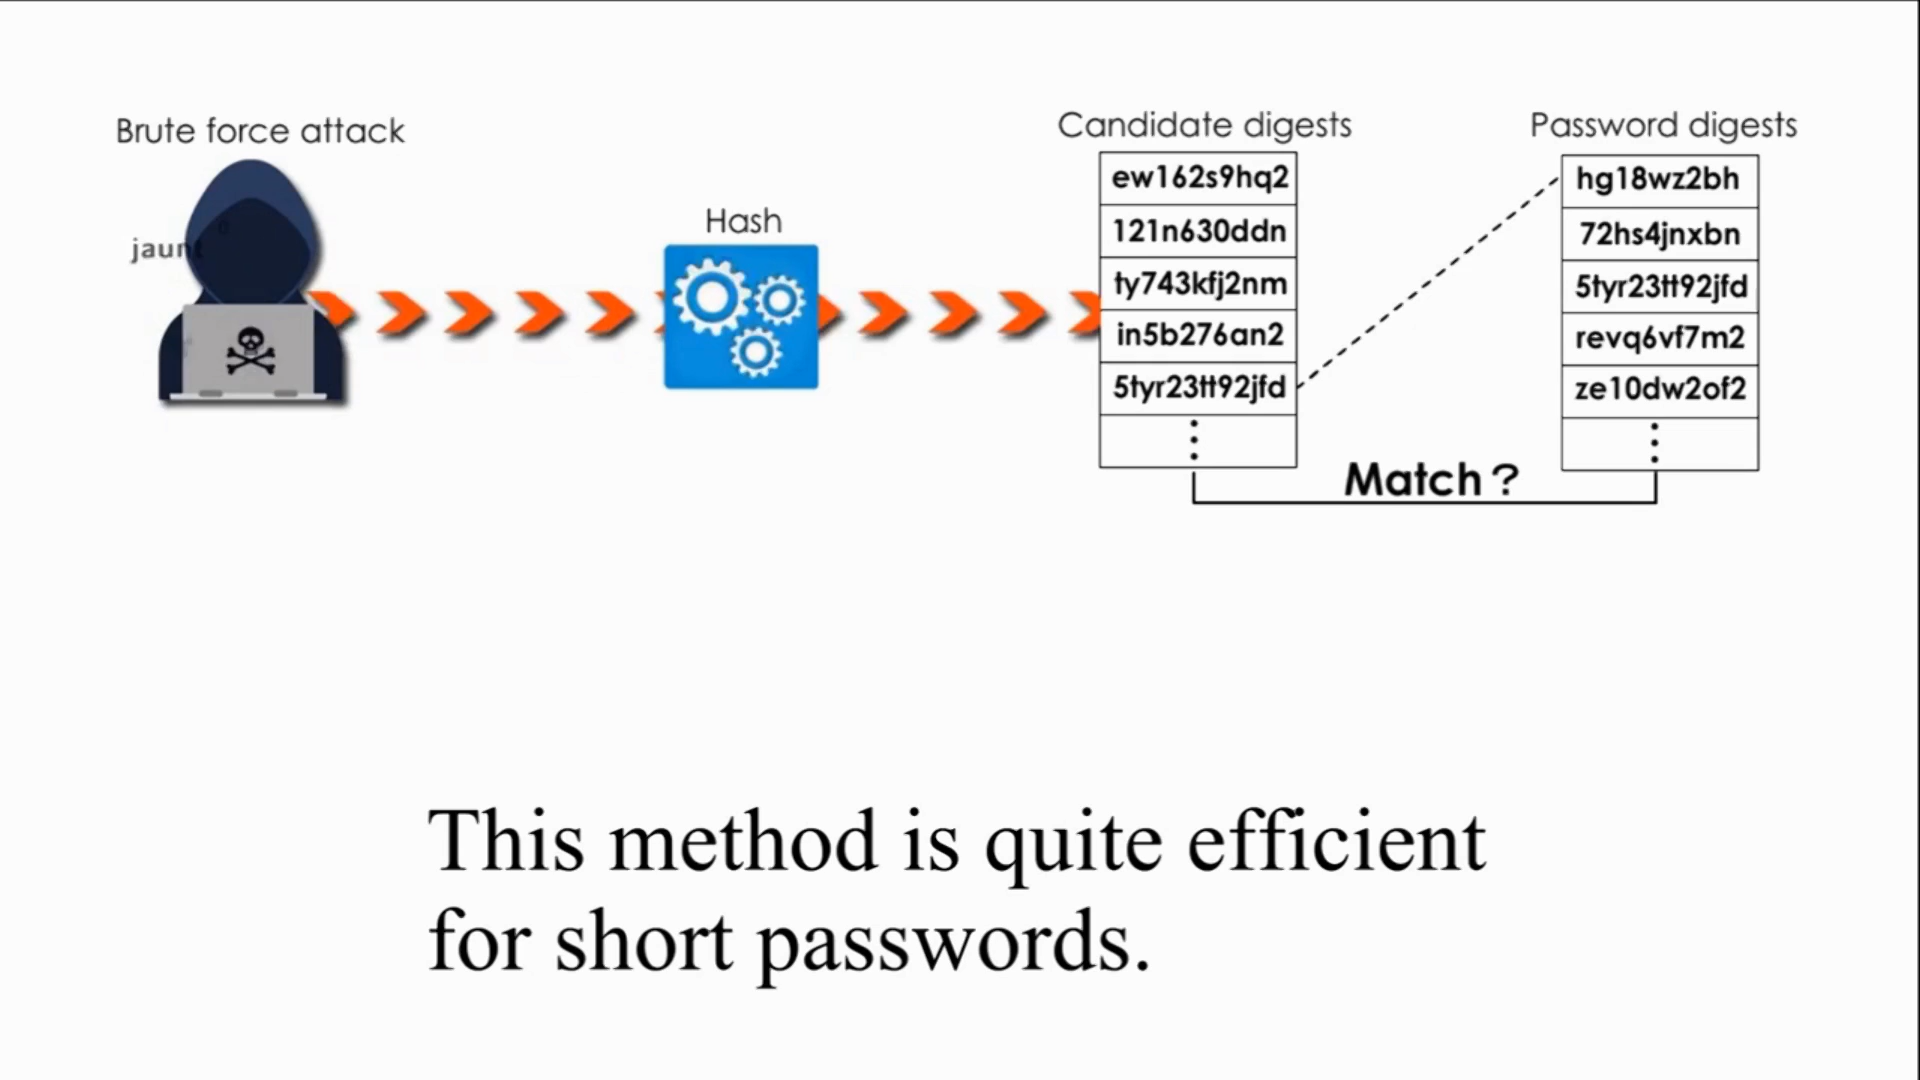 Brute force attack
jaunt
Hash
Candidate digests
ew162s9hq2
121n630ddn
ty743kfj2nm
in5b276an2
5tyr23tt92jfd
Password digests
hg18wz2bh
72hs4jnxbn
5tyr23tt92jfd
revq6vf7m2
ze10dw2of2
Match ?
This method is quite efficient
for short passwords.